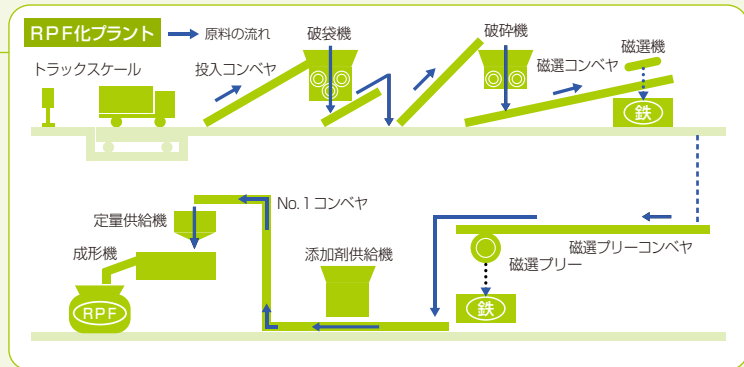 RPF化プラント
原料の流れ
破袋機
破砕機
磁選機
トラックスケール
投入コンベヤ
磁選コンベヤ
鉄
No.1コンベヤ
定量供給機
成形機
添加剤供給機
磁選プリーコンベヤ
磁選プリー
鉄
RPF